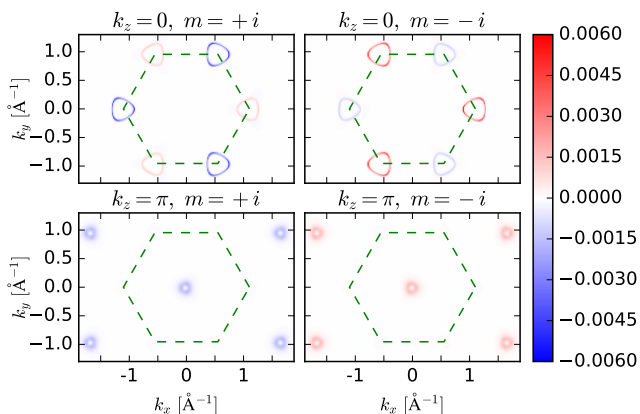 k_z = 0, m = +i
k_z = 0, m = −i
1.0
0.5
0.0
−0.5
−1.0
k_y [Å⁻¹]
k_z = π, m = +i
k_z = π, m = −i
1.0
0.5
0.0
−0.5
−1.0
k_y [Å⁻¹]
-1 0 1
-1 0 1
k_x [Å⁻¹]
k_x [Å⁻¹]
0.0060
0.0045
0.0030
0.0015
0.0000
−0.0015
−0.0030
−0.0045
−0.0060